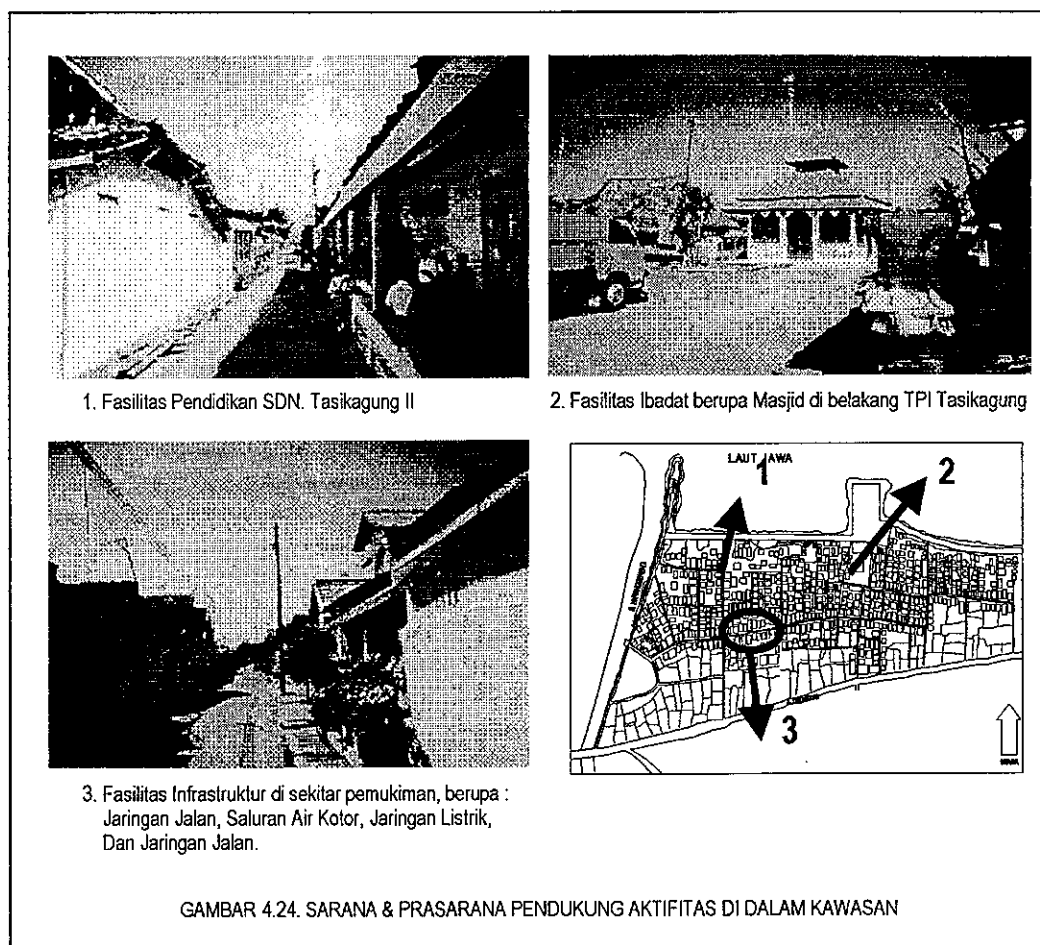 1. Fasilitas Pendidikan SDN. Tasikagung II
2. Fasilitas Ibadat berupa Masjid di belakang TPI Tasikagung
LAUT JAWA
1
2
3
3. Fasilitas Infrastruktur di sekitar pemukiman, berupa :
Jaringan Jalan, Saluran Air Kotor, Jaringan Listrik,
Dan Jaringan Jalan.
GAMBAR 4.24. SARANA & PRASARANA PENDUKUNG AKTIFITAS DI DALAM KAWASAN